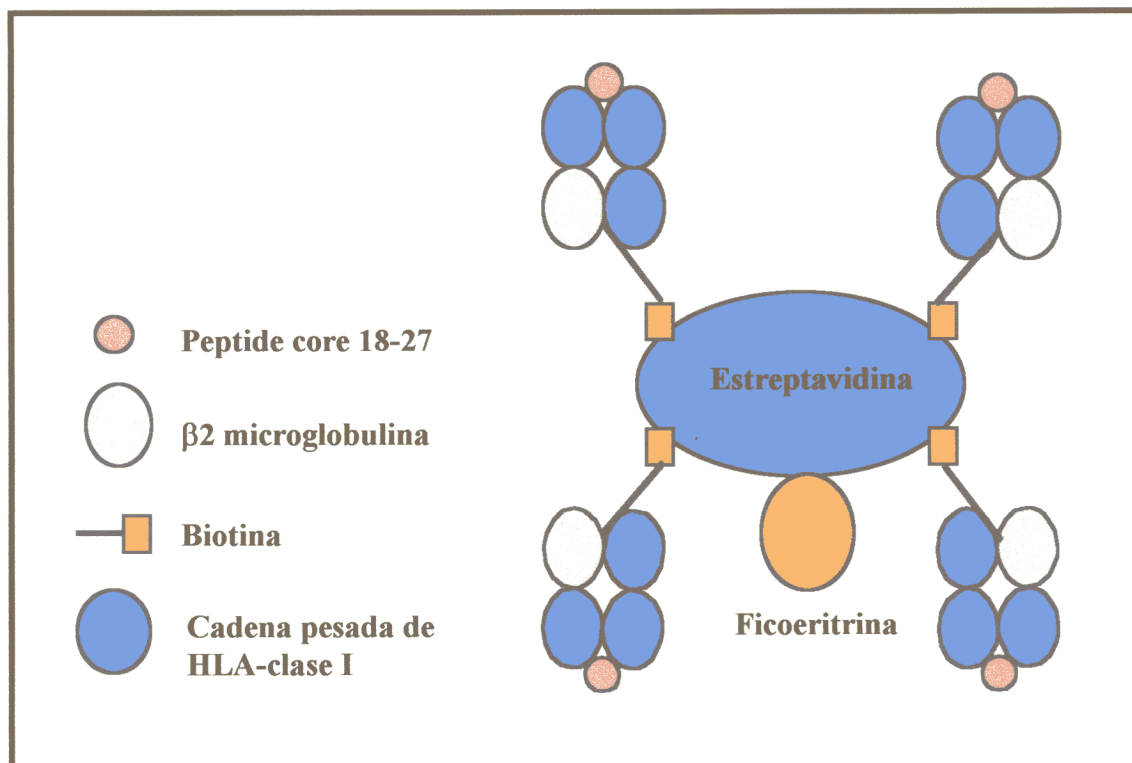 Peptide core 18-27
β2 microglobulina
Biotina
Cadena pesada de
HLA-clase I
Estreptavidina
Ficoeritrina